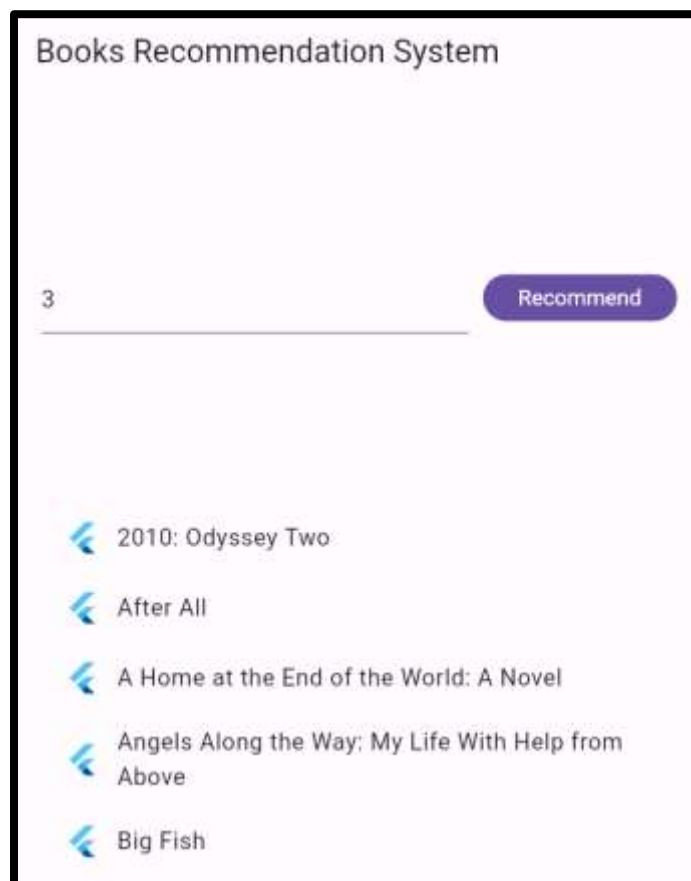 Books Recommendation System
3
Recommend
2010: Odyssey Two
After All
A Home at the End of the World: A Novel
Angels Along the Way: My Life With Help from
Above
Big Fish